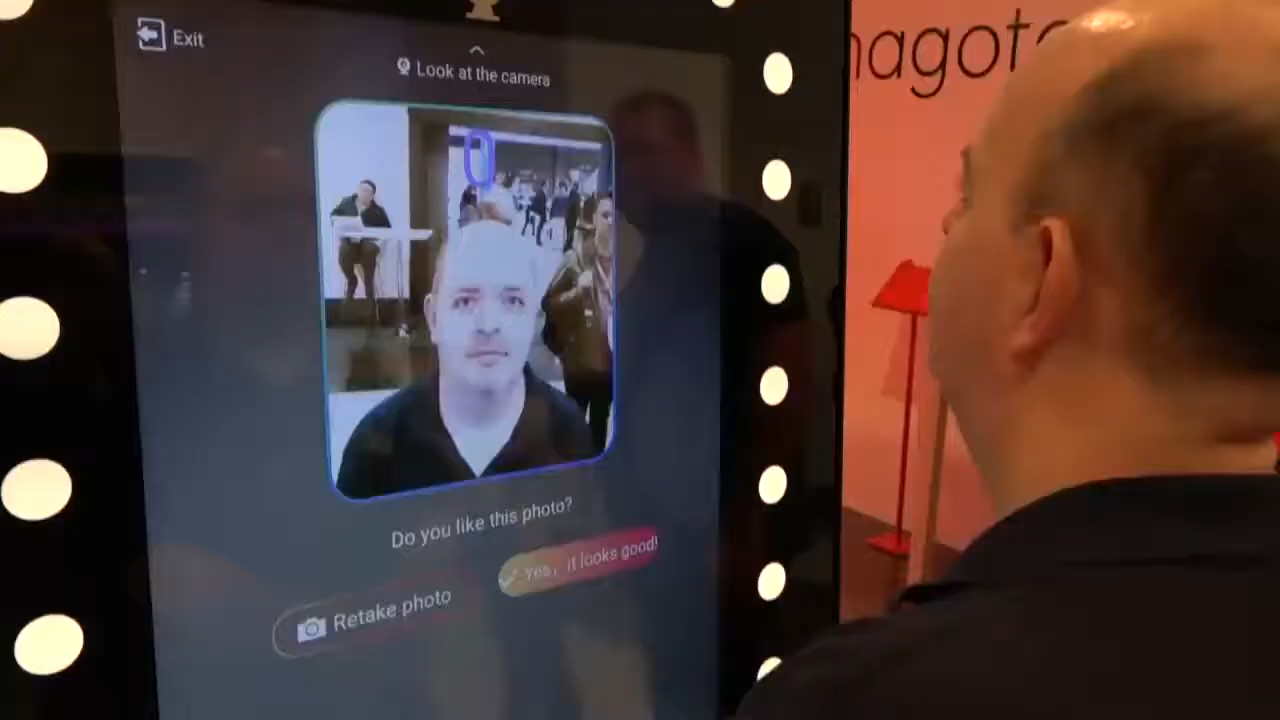 Exit
Look at the camera
Do you like this photo?
Yes, it looks good!
Retake photo
nagoto